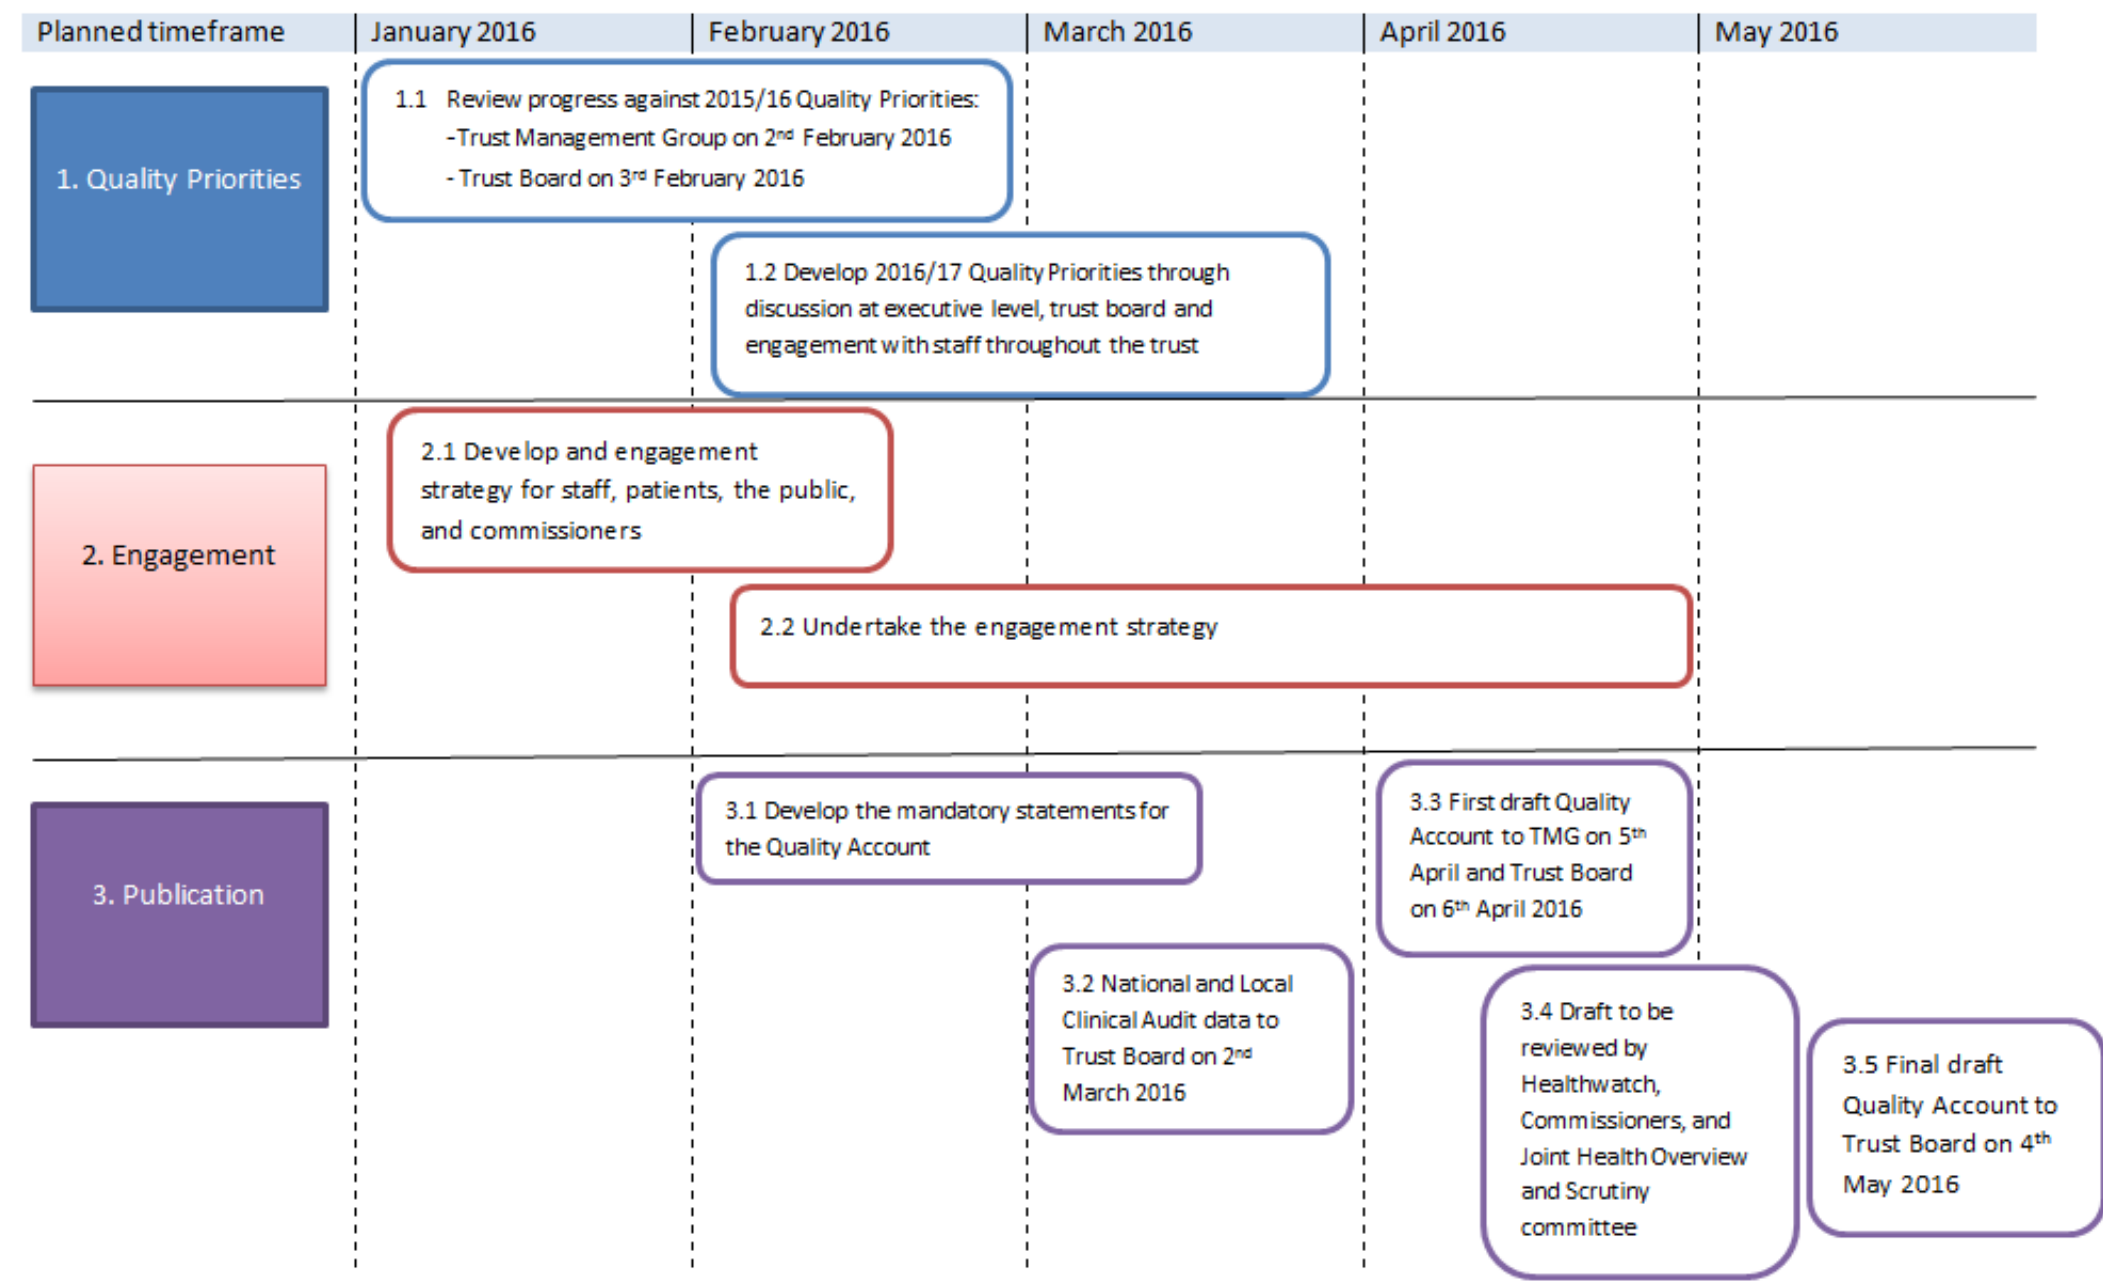 Planned timeframe
January 2016
February 2016
March 2016
April 2016
May 2016
1. Quality Priorities
1.1 Review progress against 2015/16 Quality Priorities:
-Trust Management Group on 2nd February 2016
- Trust Board on 3rd February 2016
1.2 Develop 2016/17 Quality Priorities through
discussion at executive level, trust board and
engagement with staff throughout the trust
2. Engagement
2.1 Develop and engagement
strategy for staff, patients, the public,
and commissioners
2.2 Undertake the engagement strategy
3. Publication
3.1 Develop the mandatory statements for
the Quality Account
3.2 National and Local
Clinical Audit data to
Trust Board on 2nd
March 2016
3.3 First draft Quality
Account to TMG on 5th
April and Trust Board
on 6th April 2016
3.4 Draft to be
reviewed by
Healthwatch,
Commissioners, and
Joint Health Overview
and Scrutiny
committee
3.5 Final draft
Quality Account to
Trust Board on 4th
May 2016